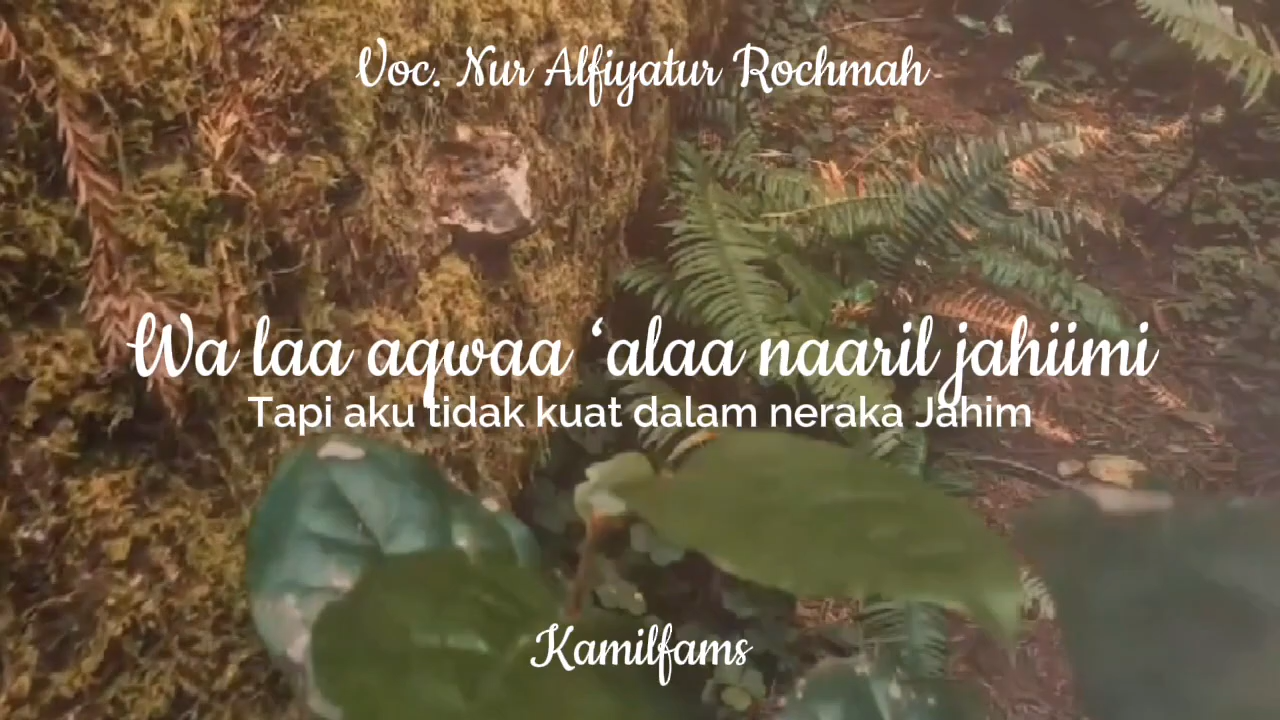 Voc. Nur Alfiyatur Rochmah
Wa laa aqwaa ‘alaa naaril jahiimi
Tapi aku tidak kuat dalam neraka Jahim
Kamilfams